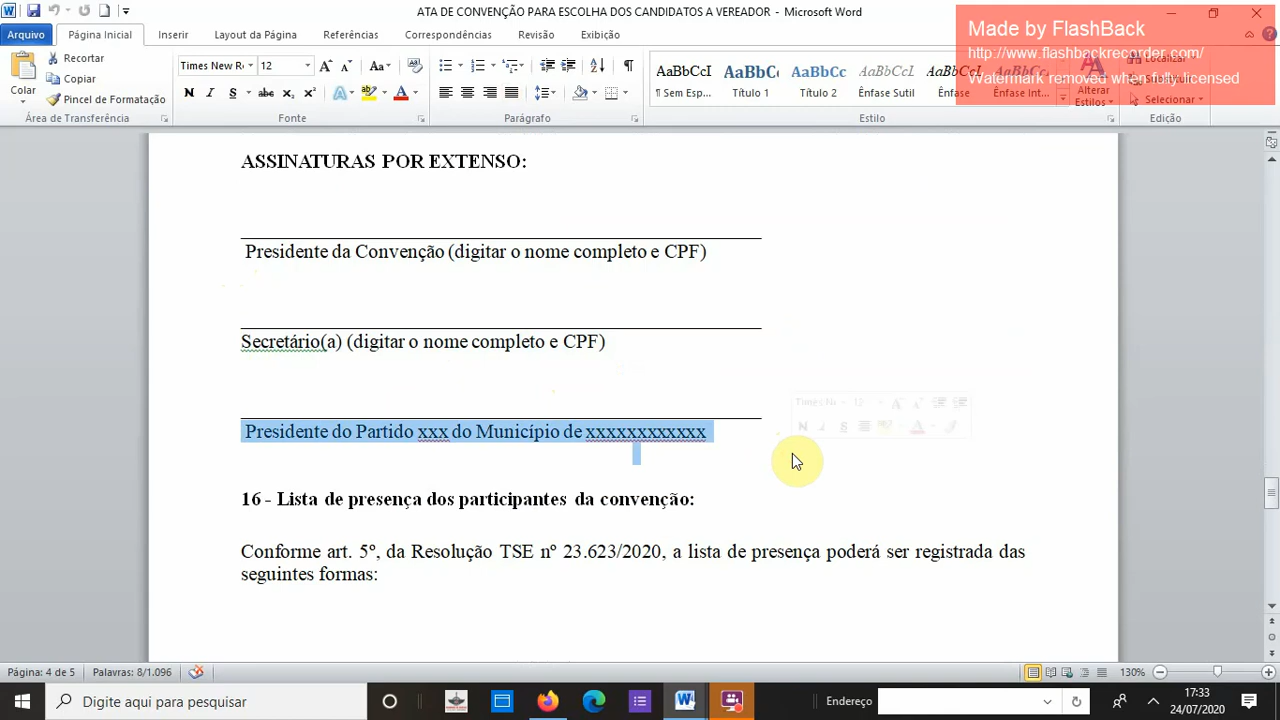 ATA DE CONVENÇÃO PARA ESCOLHA DOS CANDIDATOS A VEREADOR - Microsoft Word
Made by FlashBack
http://www.flashbackrecorder.com/
Watermark removed when fully licensed
Arquivo Página Inicial Inserir Layout da Página Referências Correspondências Revisão Exibição
Colar
Recortar
Copiar
Pincel de Formatação
Área de Transferência
Times New Ro 12
Fonte
Parágrafo
AaBbCcI AaBbCc AaBbCc AaBbCcI AaBbCcI
¶ Sem Esp... Título 1 Título 2 Ênfase Sutil Ênfase Int...
Alterar
Estilos
Estilo
Localizar
Selecionar
Edição
ASSINATURAS POR EXTENSO:
Presidente da Convenção (digitar o nome completo e CPF)
Secretário(a) (digitar o nome completo e CPF)
Presidente do Partido xxx do Município de xxxxxxxxxxxx
16 - Lista de presença dos participantes da convenção:
Conforme art. 5º, da Resolução TSE nº 23.623/2020, a lista de presença poderá ser registrada das
seguintes formas:
Página: 4 de 5 Palavras: 8/1.096 130%
Digite aqui para pesquisar Endereço 17:33
24/07/2020